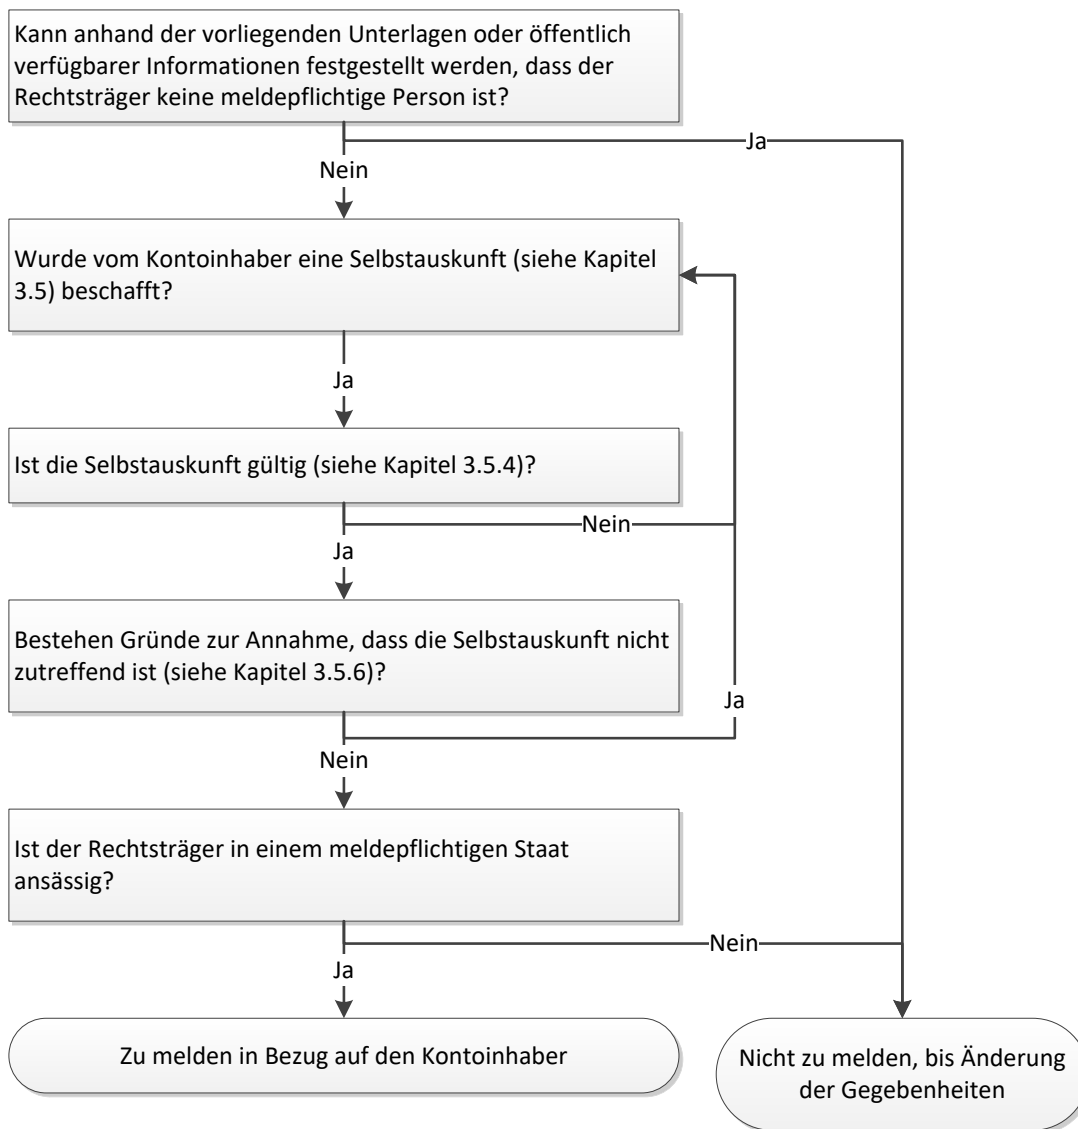 Kann anhand der vorliegenden Unterlagen oder öffentlich
verfügbarer Informationen festgestellt werden, dass der
Rechtsträger keine meldepflichtige Person ist?
Ja
Nein
Wurde vom Kontoinhaber eine Selbstauskunft (siehe Kapitel
3.5) beschafft?
Ja
Ist die Selbstauskunft gültig (siehe Kapitel 3.5.4)?
Nein
Ja
Bestehen Gründe zur Annahme, dass die Selbstauskunft nicht
zutreffend ist (siehe Kapitel 3.5.6)?
Ja
Nein
Ist der Rechtsträger in einem meldepflichtigen Staat
ansässig?
Nein
Ja
Zu melden in Bezug auf den Kontoinhaber
Nicht zu melden, bis Änderung
der Gegebenheiten